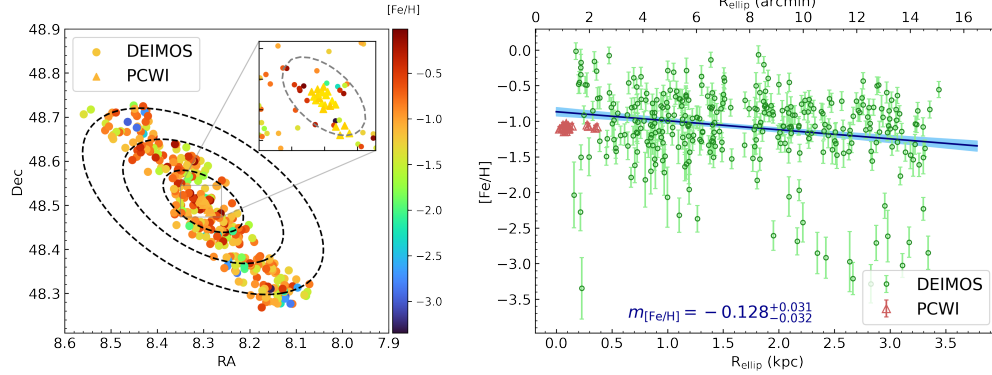 [Fe/H]
48.9
48.8
48.7
48.6
48.5
48.4
48.3
Dec
DEIMOS
PCWI
8.6 8.5 8.4 8.3 8.2 8.1 8.0 7.9
RA
−0.5
−1.0
−1.5
−2.0
−2.5
−3.0
R_ellip (arcmin)
0 2 4 6 8 10 12 14 16
0.0
−0.5
−1.0
−1.5
−2.0
−2.5
−3.0
−3.5
[Fe/H]
DEIMOS
PCWI
m_[Fe/H] = −0.128^+0.031_−0.032
0.0 0.5 1.0 1.5 2.0 2.5 3.0 3.5
R_ellip (kpc)